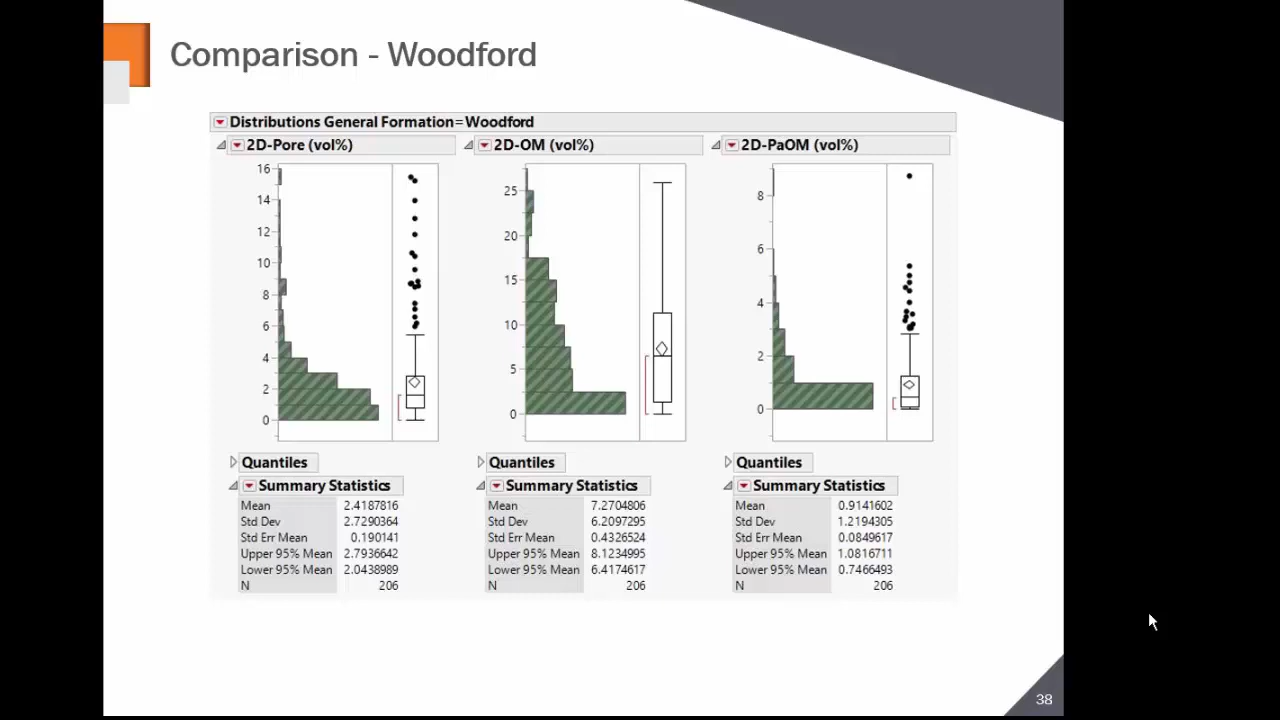 Comparison - Woodford
Distributions General Formation=Woodford
2D-Pore (vol%)
16
14
12
10
8
6
4
2
0
Quantiles
Summary Statistics
Mean 2.4187816
Std Dev 2.7290364
Std Err Mean 0.190141
Upper 95% Mean 2.7936642
Lower 95% Mean 2.0438989
N 206
2D-OM (vol%)
25
20
15
10
5
0
Quantiles
Summary Statistics
Mean 7.2704806
Std Dev 6.2097295
Std Err Mean 0.4326524
Upper 95% Mean 8.1234995
Lower 95% Mean 6.4174617
N 206
2D-PaOM (vol%)
8
6
4
2
0
Quantiles
Summary Statistics
Mean 0.9141602
Std Dev 1.2194305
Std Err Mean 0.0849617
Upper 95% Mean 1.0816711
Lower 95% Mean 0.7466493
N 206
38